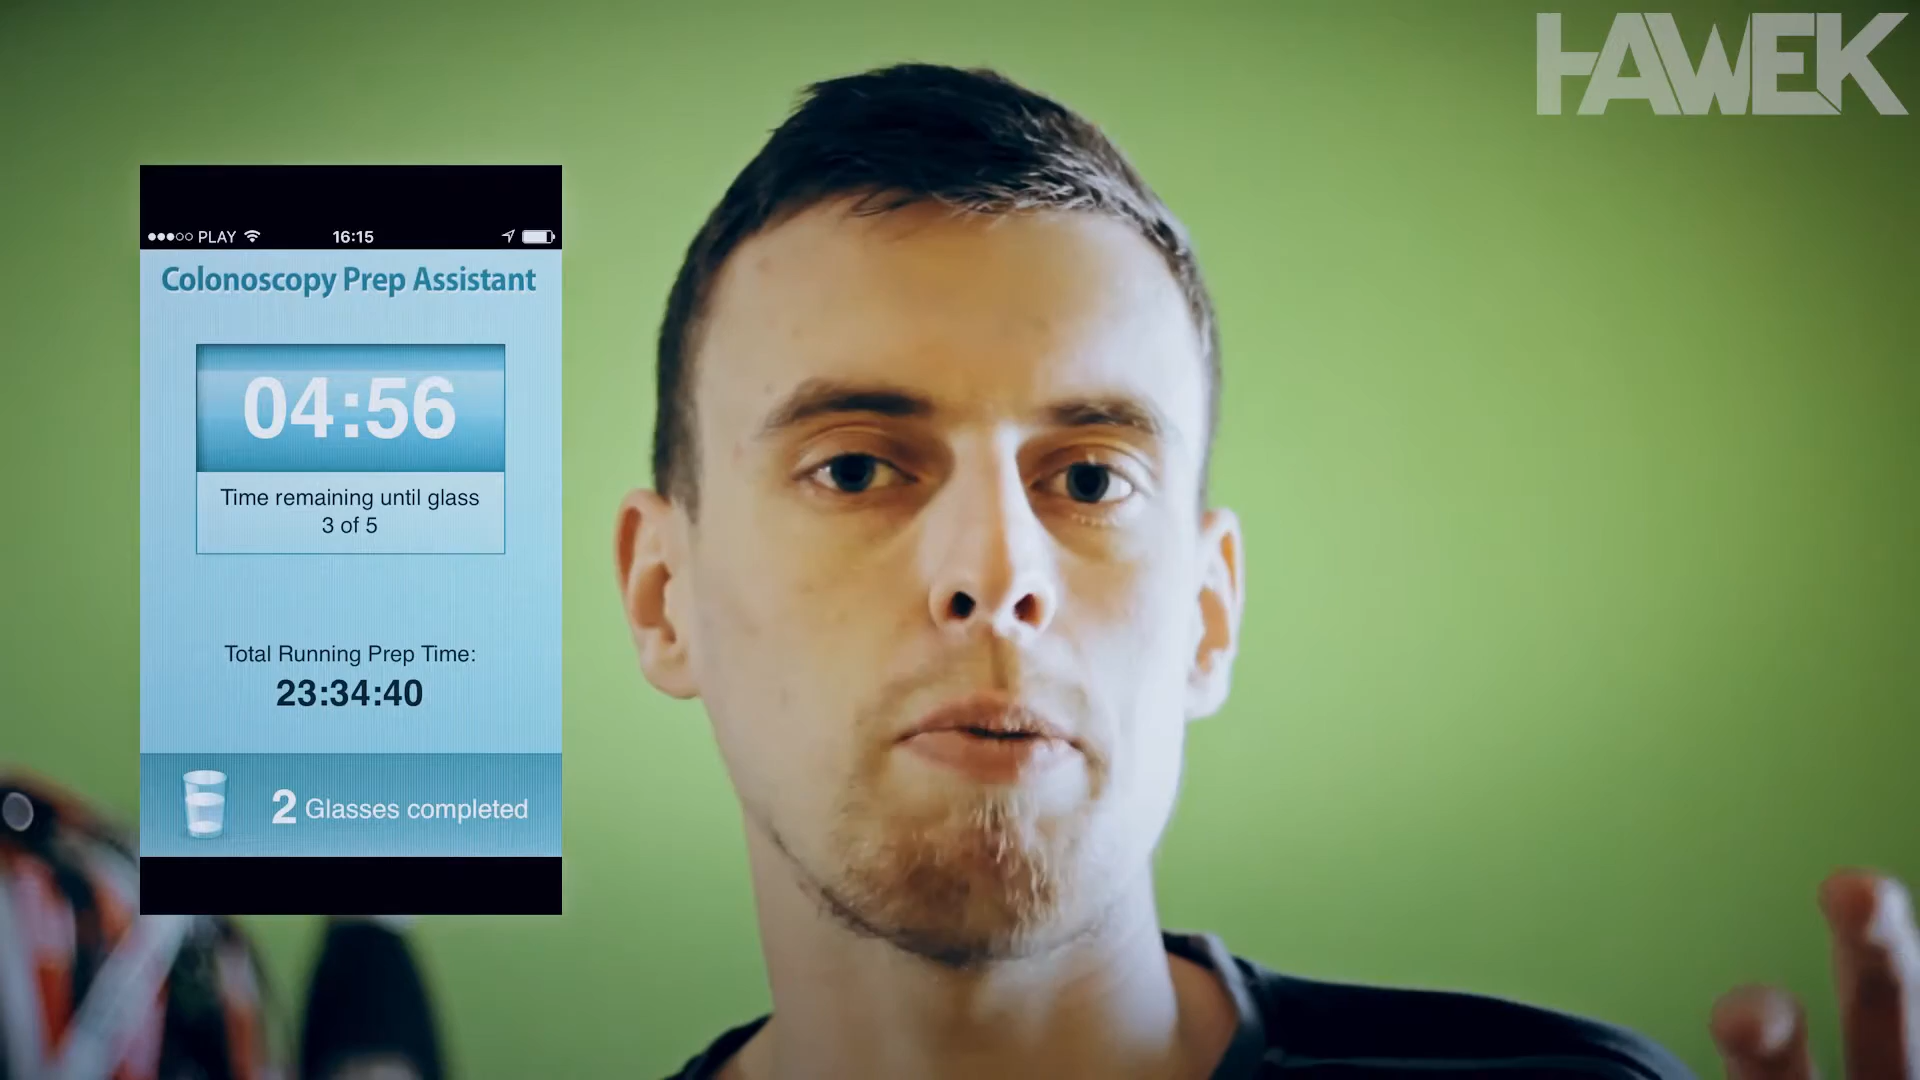 HAWEK
PLAY 16:15
Colonoscopy Prep Assistant
04:56
Time remaining until glass
3 of 5
Total Running Prep Time:
23:34:40
2 Glasses completed